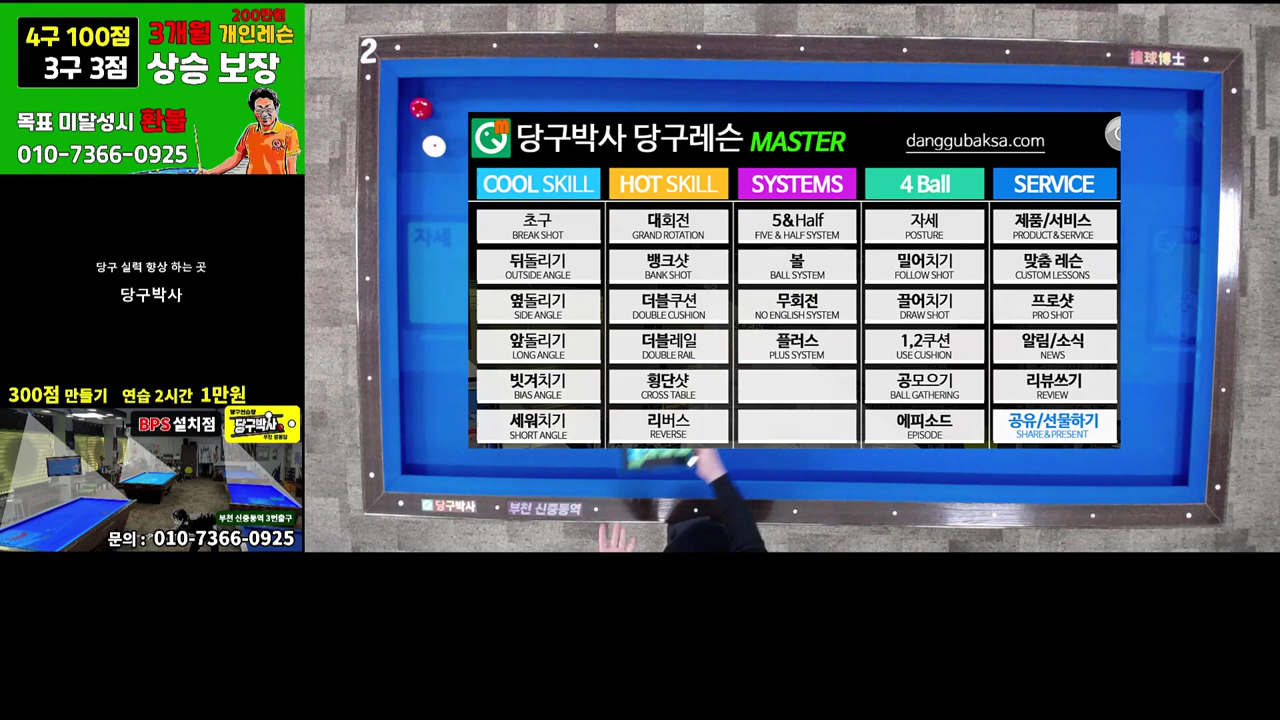 200만원
4구 100점
3개월 개인레슨
3구 3점
상승 보장
목표 미달성시 환불
010-7366-0925
당구 실력 향상 하는 곳
당구박사
300점 만들기 연습 2시간 1만원
BPS 설치점
당구연습장
당구박사
부천 중동점
부천 신중동역 3번출구
문의 : 010-7366-0925
2
撞球博士
당구박사 당구레슨 MASTER
danggubaksa.com
COOL SKILL
HOT SKILL
SYSTEMS
4 Ball
SERVICE
초구
BREAK SHOT
대회전
GRAND ROTATION
5&Half
FIVE & HALF SYSTEM
자세
POSTURE
제품/서비스
PRODUCT & SERVICE
뒤돌리기
OUTSIDE ANGLE
뱅크샷
BANK SHOT
볼
BALL SYSTEM
밀어치기
FOLLOW SHOT
맞춤 레슨
CUSTOM LESSONS
옆돌리기
SIDE ANGLE
더블쿠션
DOUBLE CUSHION
무회전
NO ENGLISH SYSTEM
끌어치기
DRAW SHOT
프로샷
PRO SHOT
앞돌리기
LONG ANGLE
더블레일
DOUBLE RAIL
플러스
PLUS SYSTEM
1,2쿠션
USE CUSHION
알림/소식
NEWS
빗겨치기
BIAS ANGLE
횡단샷
CROSS TABLE
공모으기
BALL GATHERING
리뷰쓰기
REVIEW
세워치기
SHORT ANGLE
리버스
REVERSE
에피소드
EPISODE
공유/선물하기
SHARE & PRESENT
자세
당구박사
부천 신중동역